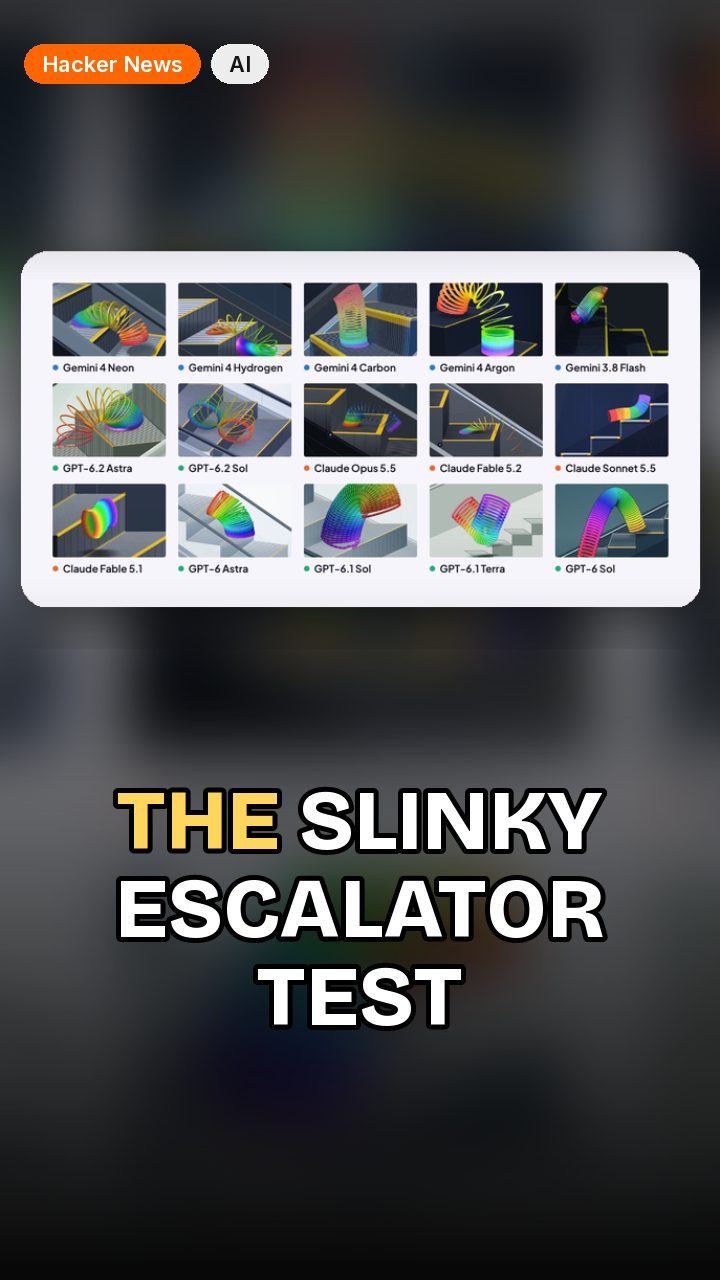 Hacker News AI
Gemini 4 Neon Gemini 4 Hydrogen Gemini 4 Carbon Gemini 4 Argon Gemini 3.8 Flash
GPT-6.2 Astra GPT-6.2 Sol Claude Opus 5.5 Claude Fable 5.2 Claude Sonnet 5.5
Claude Fable 5.1 GPT-6 Astra GPT-6.1 Sol GPT-6.1 Terra GPT-6 Sol
THE SLINKY
ESCALATOR
TEST